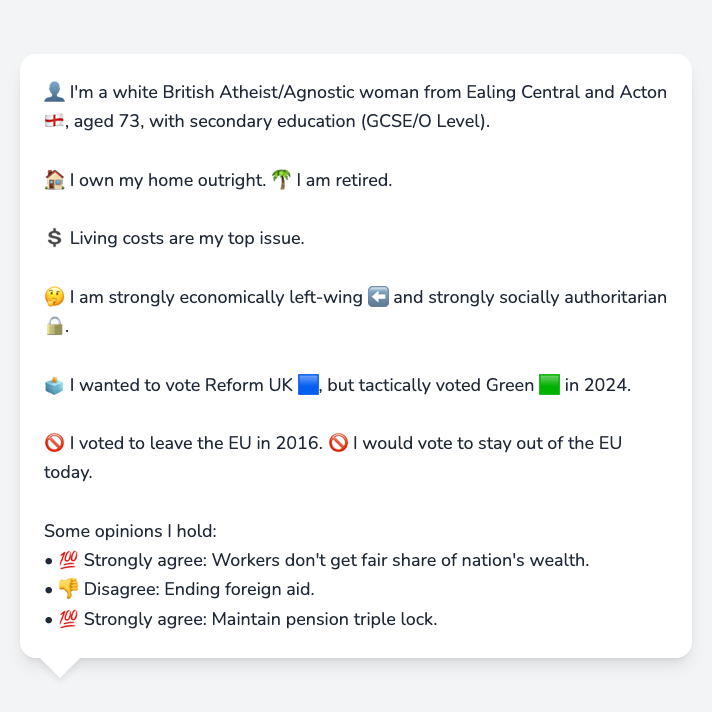 👤 I'm a white British Atheist/Agnostic woman from Ealing Central and Acton
🏴󠁧󠁢󠁥󠁮󠁧󠁿, aged 73, with secondary education (GCSE/O Level).
🏠 I own my home outright. 🌴 I am retired.
💲 Living costs are my top issue.
🤔 I am strongly economically left-wing ⬅️ and strongly socially authoritarian
🔒.
🗳️ I wanted to vote Reform UK 🟦, but tactically voted Green 🟩 in 2024.
🚫 I voted to leave the EU in 2016. 🚫 I would vote to stay out of the EU
today.
Some opinions I hold:
• 💯 Strongly agree: Workers don't get fair share of nation's wealth.
• 👎 Disagree: Ending foreign aid.
• 💯 Strongly agree: Maintain pension triple lock.